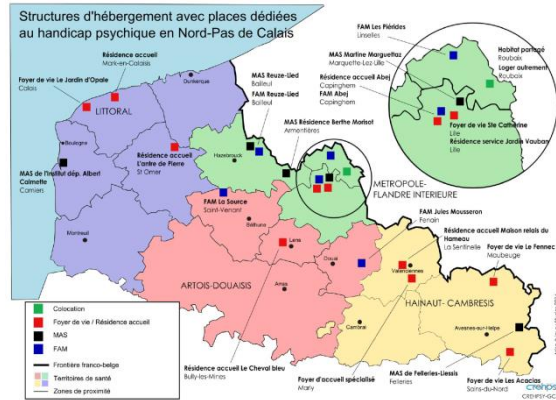 Structures d'hébergement avec places dédiées
au handicap psychique en Nord-Pas de Calais
FAM Les Piérides
Linselles
Habitat partagé
Roubaix
Loger autrement
Roubaix
MAS Martine Marguettaz
Marquette-Lez Lille
Résidence accueil Abej
Capinghem
FAM Abej
Capinghem
Foyer de vie Ste Catherine
Lille
Résidence service Jardin Vauban
Lille
Résidence accueil
Mark-en-Calaisis
Foyer de vie Le Jardin d'Opale
Calais
Dunkerque
MAS Reuze-Lied
Bailleul
FAM Reuze-Lied
Bailleul
MAS Résidence Berthe Morisot
Armentières
LITTORAL
Boulogne
Hazebrouck
Résidence accueil
L'antre de Pierre
St Omer
MAS de l'Institut dép. Albert
Calmette
Camiers
METROPOLE-
FLANDRE INTERIEURE
FAM La Source
Saint-Venant
Montreuil
Béthune
Lens
Douai
FAM Jules Mousseron
Fenain
Résidence accueil Maison relais du
Hameau
La Sentinelle
Foyer de vie Le Fennec
Maubeuge
Valenciennes
ARTOIS-DOUAISIS
Arras
HAINAUT- CAMBRESIS
Cambrai
Avesnes-sur-Helpe
Colocation
Foyer de vie / Résidence accueil
MAS
FAM
Frontière franco-belge
Territoires de santé
Zones de proximité
Résidence accueil Le Cheval bleu
Bully-les-Mines
Foyer d'accueil spécialisé
Marly
MAS de Felleries-Liessis
Felleries
Foyer de vie Les Acacias
Sains-du-Nord
crehpsy
CREHPSY-GC